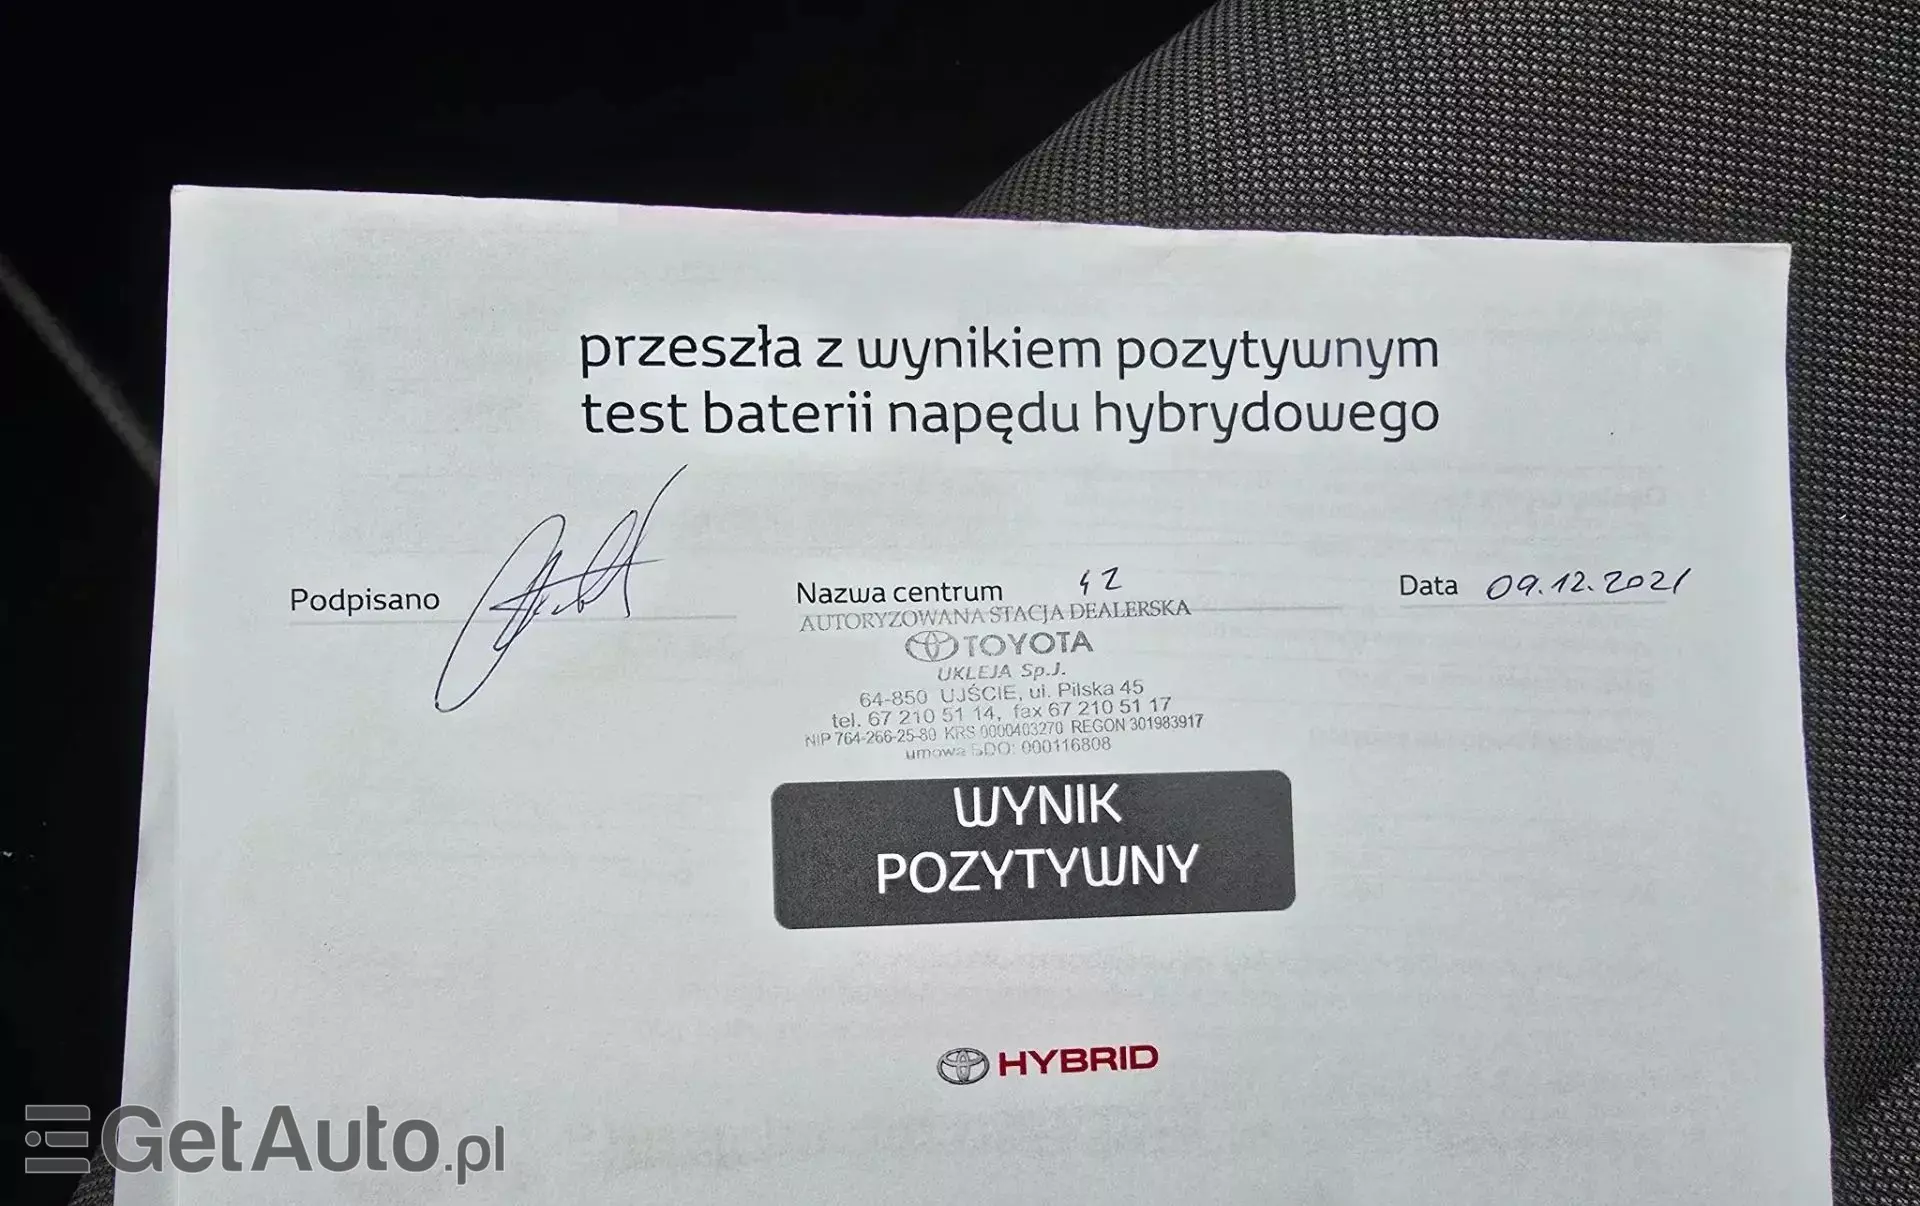 przeszła z wynikiem pozytywnym
test baterii napędu hybrydowego
Podpisano
Nazwa centrum 42
Data 09.12.2021
AUTORYZOWANA STACJA DEALERSKA
TOYOTA
UKLEJA Sp.J.
64-850 UJŚCIE, ul. Pilska 45
tel. 67 210 51 14, fax 67 210 51 17
NIP 764-266-25-80 KRS 0000403270 REGON 301983917
umowa BDO: 000116808
WYNIK
POZYTYWNY
HYBRID
GetAuto.pl